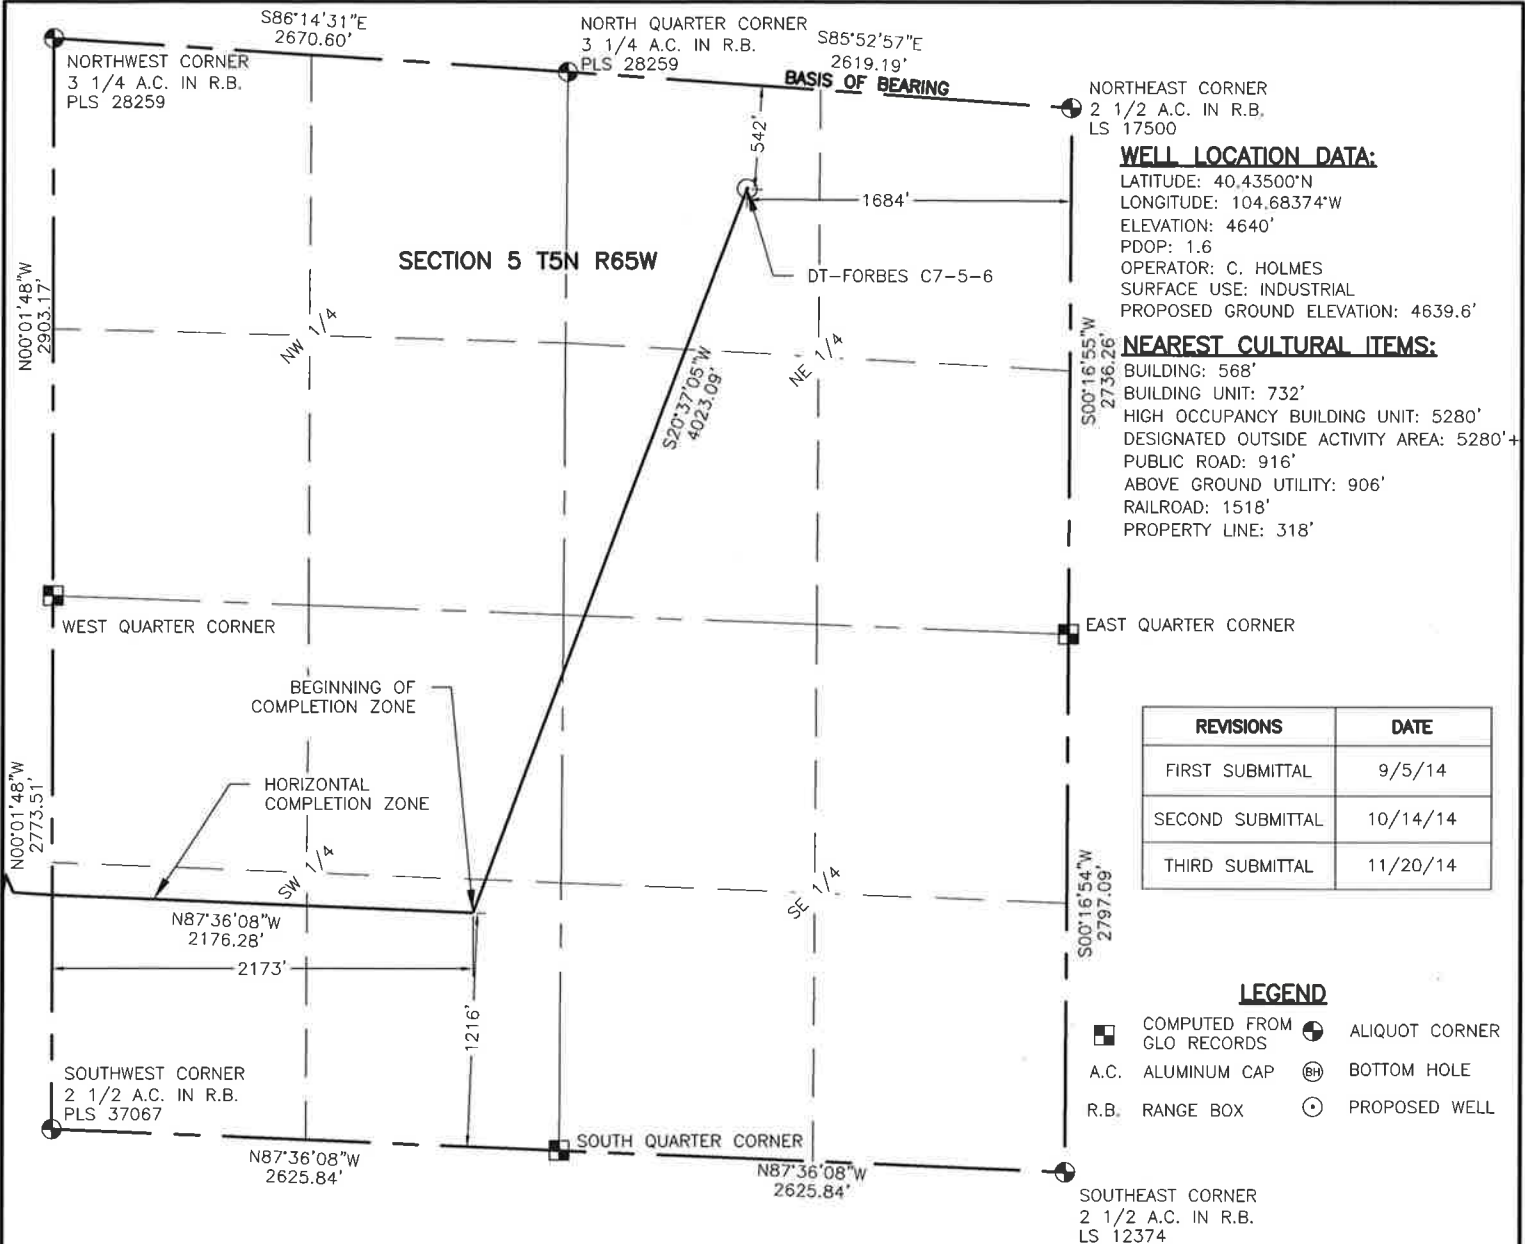 S86°14'31"E
2670.60'
NORTHWEST CORNER
3 1/4 A.C. IN R.B.
PLS 28259
NORTH QUARTER CORNER
3 1/4 A.C. IN R.B.
PLS 28259
S85°52'57"E
2619.19'
BASIS OF BEARING
NORTHEAST CORNER
2 1/2 A.C. IN R.B.
LS 17500
542'
1684'
DT-FORBES C7-5-6
SECTION 5 T5N R65W
WELL LOCATION DATA:
LATITUDE: 40.43500°N
LONGITUDE: 104.68374°W
ELEVATION: 4640'
PDOP: 1.6
OPERATOR: C. HOLMES
SURFACE USE: INDUSTRIAL
PROPOSED GROUND ELEVATION: 4639.6'
NEAREST CULTURAL ITEMS:
BUILDING: 568'
BUILDING UNIT: 732'
HIGH OCCUPANCY BUILDING UNIT: 5280'
DESIGNATED OUTSIDE ACTIVITY AREA: 5280'+
PUBLIC ROAD: 916'
ABOVE GROUND UTILITY: 906'
RAILROAD: 1518'
PROPERTY LINE: 318'
N00°01'48"W
2903.17'
NW 1/4
S20°37'05"W
4023.09'
NE 1/4
S00°16'55"W
2736.26'
WEST QUARTER CORNER
EAST QUARTER CORNER
BEGINNING OF
COMPLETION ZONE
HORIZONTAL
COMPLETION ZONE
N00°01'48"W
2773.51'
SW 1/4
SE 1/4
S00°16'54"W
2797.09'
N87°36'08"W
2176.28'
2173'
1216'
REVISIONS DATE
FIRST SUBMITTAL 9/5/14
SECOND SUBMITTAL 10/14/14
THIRD SUBMITTAL 11/20/14
SOUTHWEST CORNER
2 1/2 A.C. IN R.B.
PLS 37067
N87°36'08"W
2625.84'
SOUTH QUARTER CORNER
N87°36'08"W
2625.84'
SOUTHEAST CORNER
2 1/2 A.C. IN R.B.
LS 12374
LEGEND
COMPUTED FROM
GLO RECORDS
ALIQUOT CORNER
A.C. ALUMINUM CAP
BH BOTTOM HOLE
R.B. RANGE BOX
PROPOSED WELL